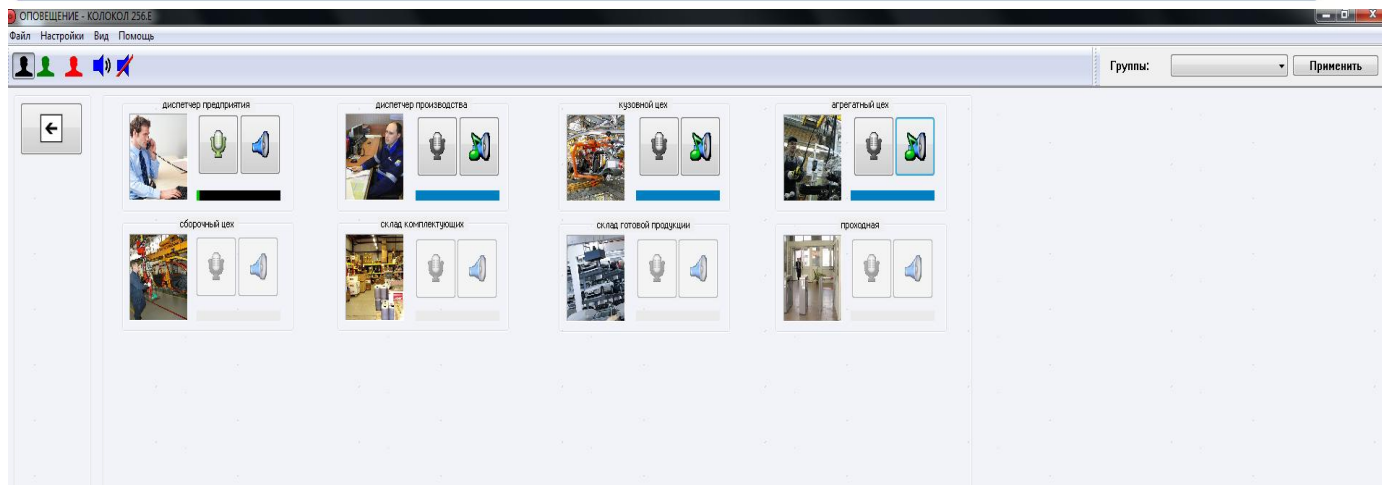 ОПОВЕЩЕНИЕ - КОЛОКОЛ 256.Е
Файл Настройки Вид Помощь
Группы: Применить
диспетчер предприятия диспетчер производства кузовной цех агрегатный цех
сборочный цех склад комплектующих склад готовой продукции проходная